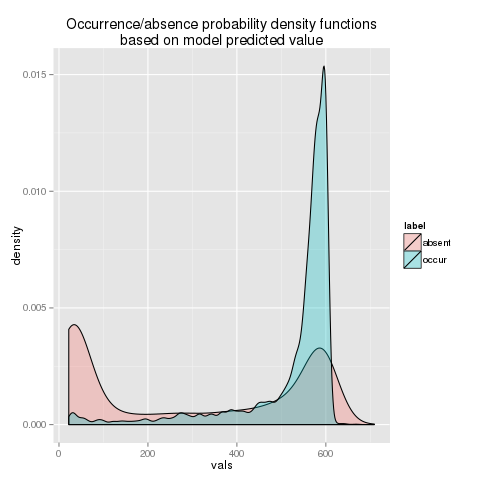 Occurrence/absence probability density functions
based on model predicted value
0.015
0.010
0.005
0.000
density
0
200
400
600
vals
label
absent
occur